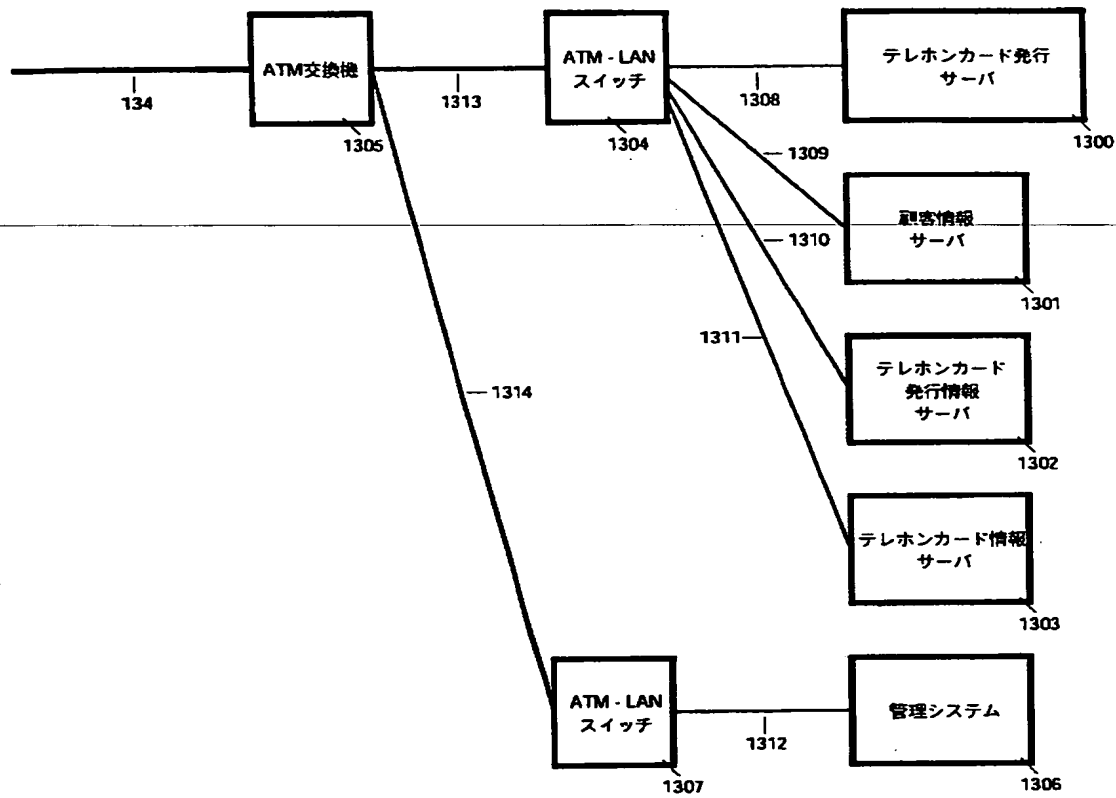 ATM交換機
134
1305
1313
ATM - LAN
スイッチ
1304
1308
テレホンカード発行
サーバ
1300
1309
顧客情報
サーバ
1301
1310
テレホンカード
発行情報
サーバ
1302
1311
テレホンカード情報
サーバ
1303
1314
ATM - LAN
スイッチ
1307
1312
管理システム
1306